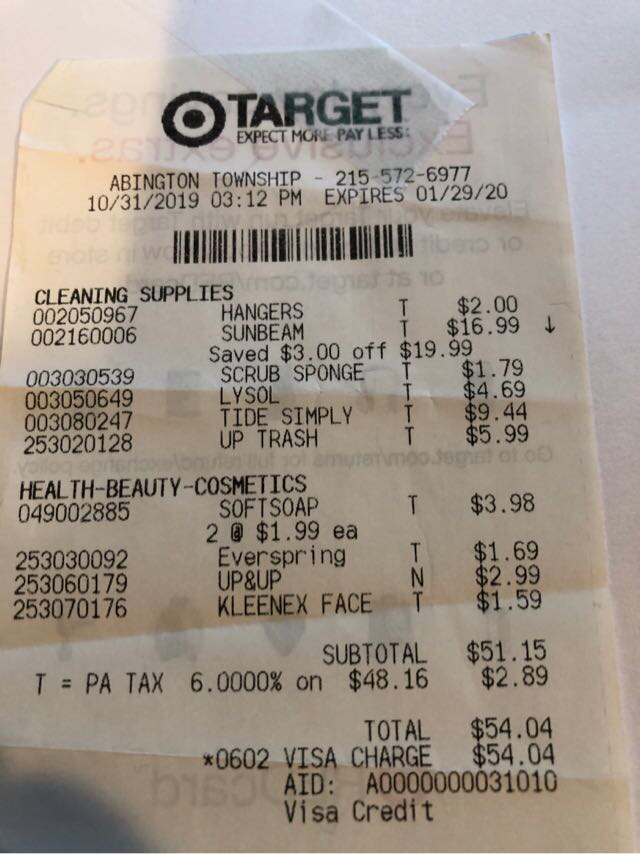 TARGET
EXPECT MORE PAY LESS:
ABINGTON TOWNSHIP - 215-572-6977
10/31/2019 03:12 PM EXPIRES 01/29/20
CLEANING SUPPLIES
002050967 HANGERS T $2.00
002160006 SUNBEAM T $16.99 ↓
Saved $3.00 off $19.99
003030539 SCRUB SPONGE T $1.79
003050649 LYSOL T $4.69
003080247 TIDE SIMPLY T $9.44
253020128 UP TRASH T $5.99
HEALTH-BEAUTY-COSMETICS
049002885 SOFTSOAP T $3.98
2 @ $1.99 ea
253030092 Everspring T $1.69
253060179 UP&UP N $2.99
253070176 KLEENEX FACE T $1.59
SUBTOTAL $51.15
T = PA TAX 6.0000% on $48.16 $2.89
TOTAL $54.04
*0602 VISA CHARGE $54.04
AID: A0000000031010
Visa Credit